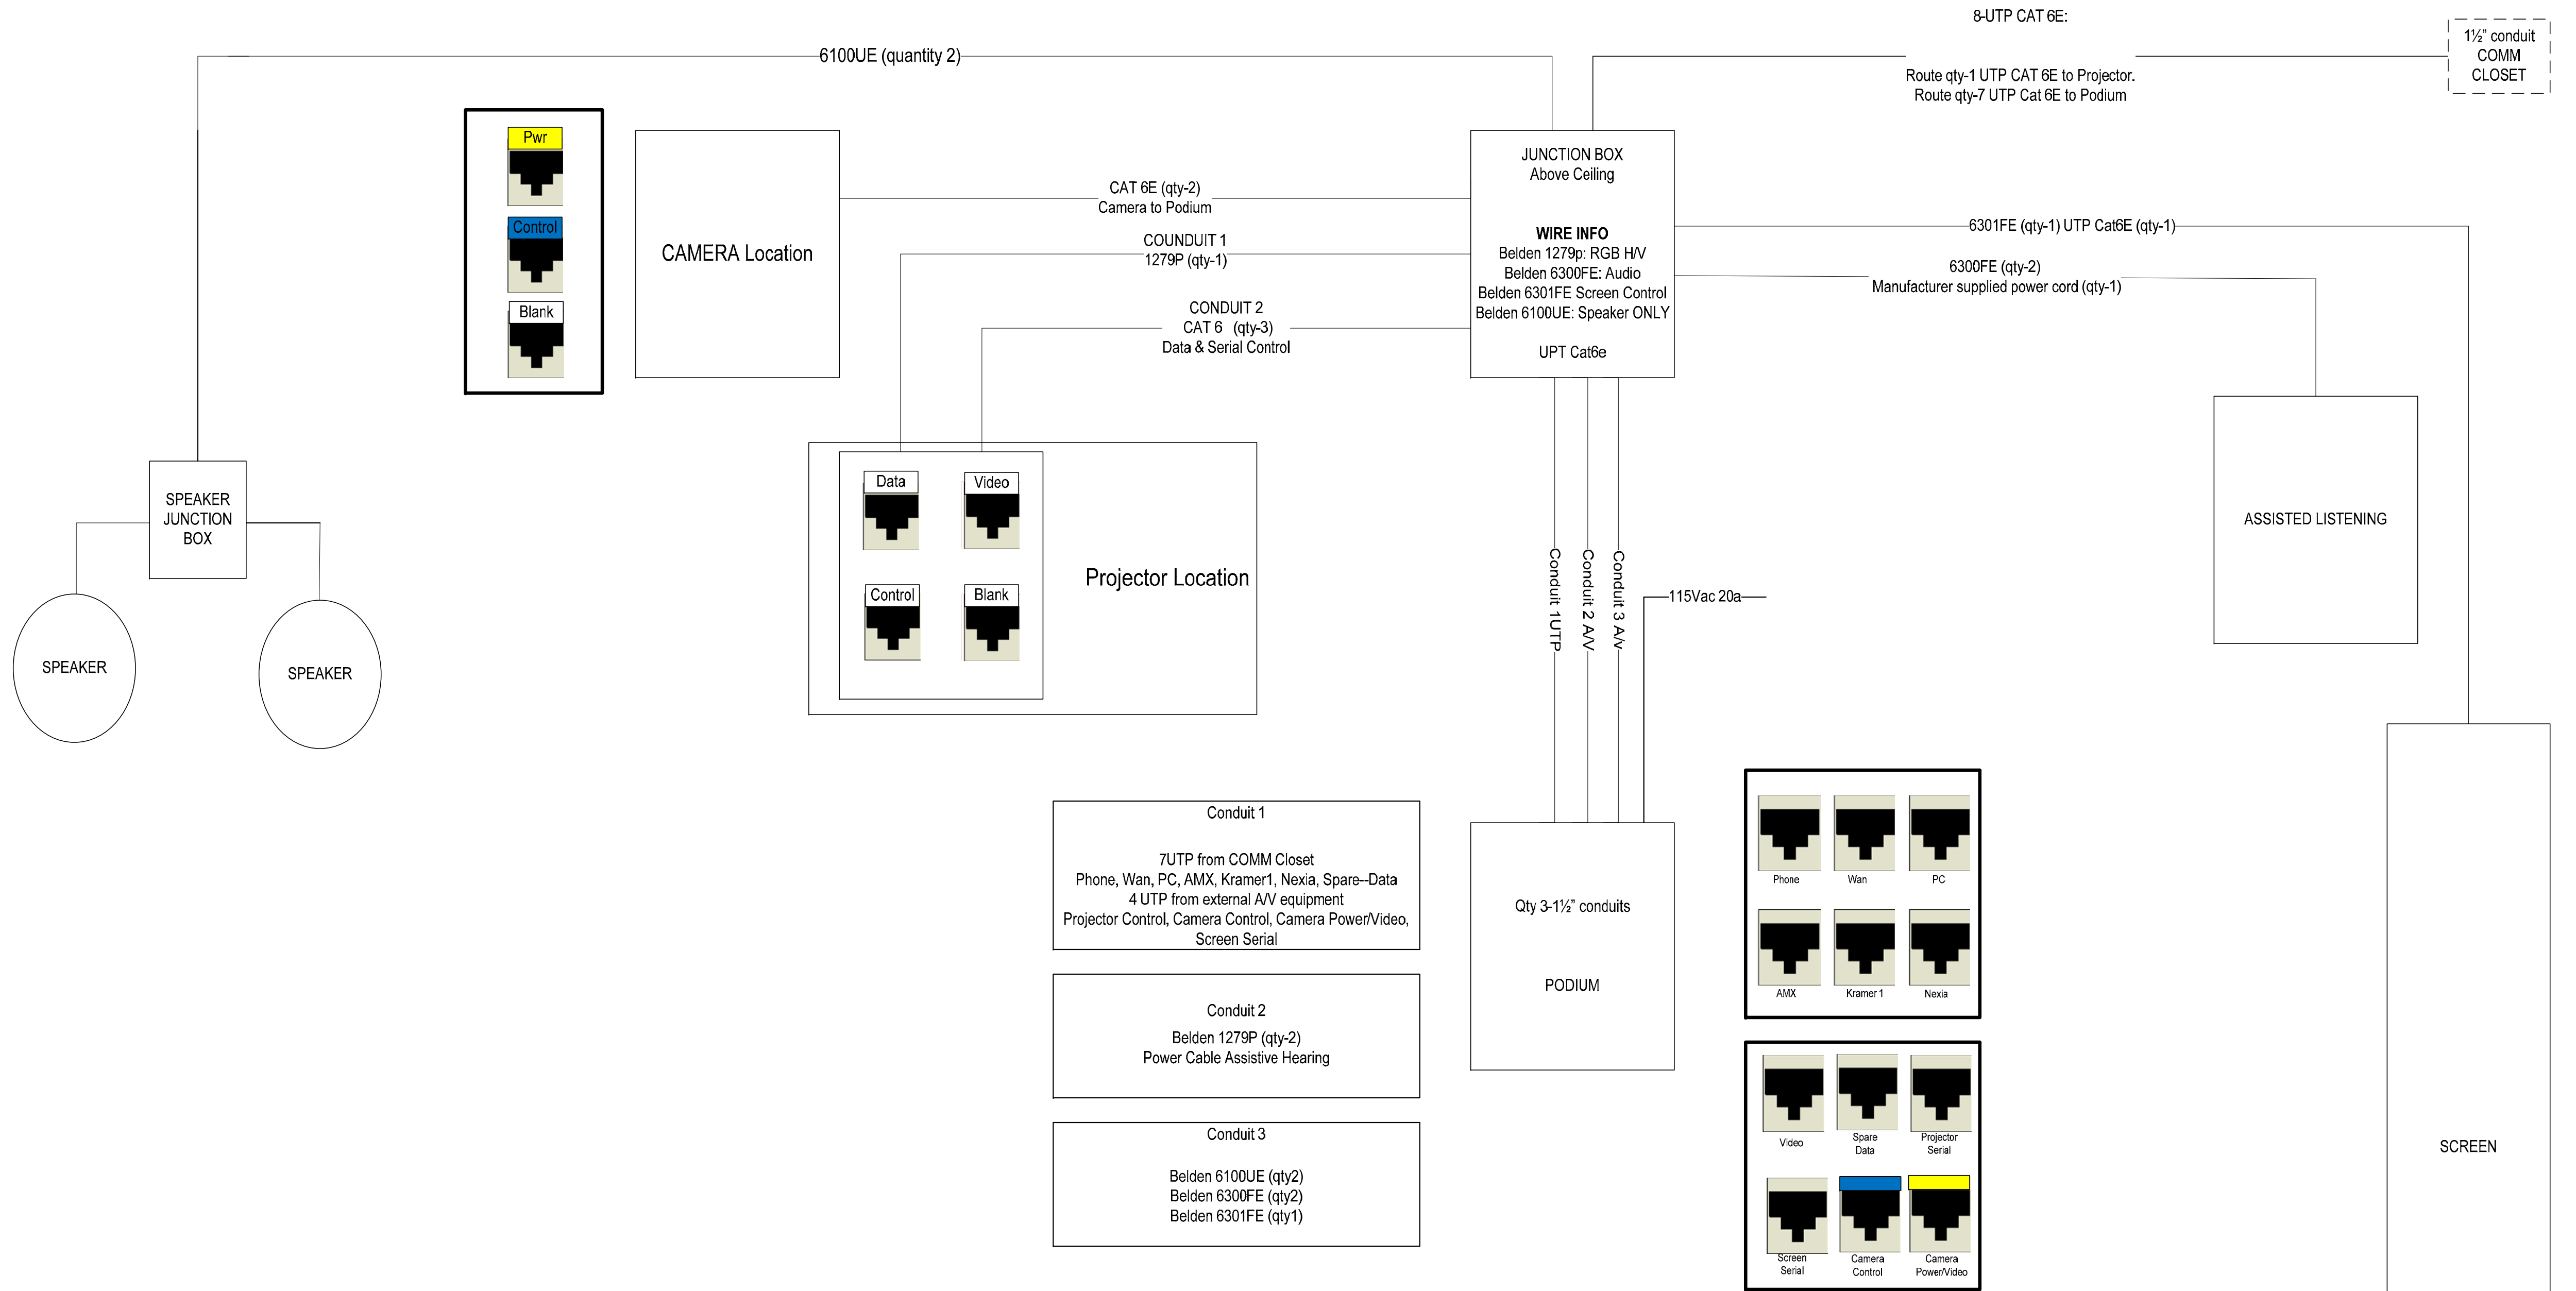 8-UTP CAT 6E:
Route qty-1 UTP CAT 6E to Projector.
Route qty-7 UTP Cat 6E to Podium
1½” conduit
COMM
CLOSET
6100UE (quantity 2)
Pwr
Control
Blank
CAMERA Location
CAT 6E (qty-2)
Camera to Podium
COUNDUIT 1
1279P (qty-1)
CONDUIT 2
CAT 6 (qty-3)
Data & Serial Control
JUNCTION BOX
Above Ceiling
WIRE INFO
Belden 1279p: RGB H/V
Belden 6300FE: Audio
Belden 6301FE Screen Control
Belden 6100UE: Speaker ONLY
UPT Cat6e
6301FE (qty-1) UTP Cat6E (qty-1)
6300FE (qty-2)
Manufacturer supplied power cord (qty-1)
SPEAKER
JUNCTION
BOX
SPEAKER
SPEAKER
Data
Video
Control
Blank
Projector Location
Conduit 1UTP
Conduit 2 A/V
Conduit 3 A/v
115Vac 20a
ASSISTED LISTENING
Conduit 1
7UTP from COMM Closet
Phone, Wan, PC, AMX, Kramer1, Nexia, Spare--Data
4 UTP from external A/V equipment
Projector Control, Camera Control, Camera Power/Video,
Screen Serial
Conduit 2
Belden 1279P (qty-2)
Power Cable Assistive Hearing
Conduit 3
Belden 6100UE (qty2)
Belden 6300FE (qty2)
Belden 6301FE (qty1)
Qty 3-1½” conduits
PODIUM
Phone
Wan
PC
AMX
Kramer 1
Nexia
Video
Spare
Data
Projector
Serial
Screen
Serial
Camera
Control
Camera
Power/Video
SCREEN